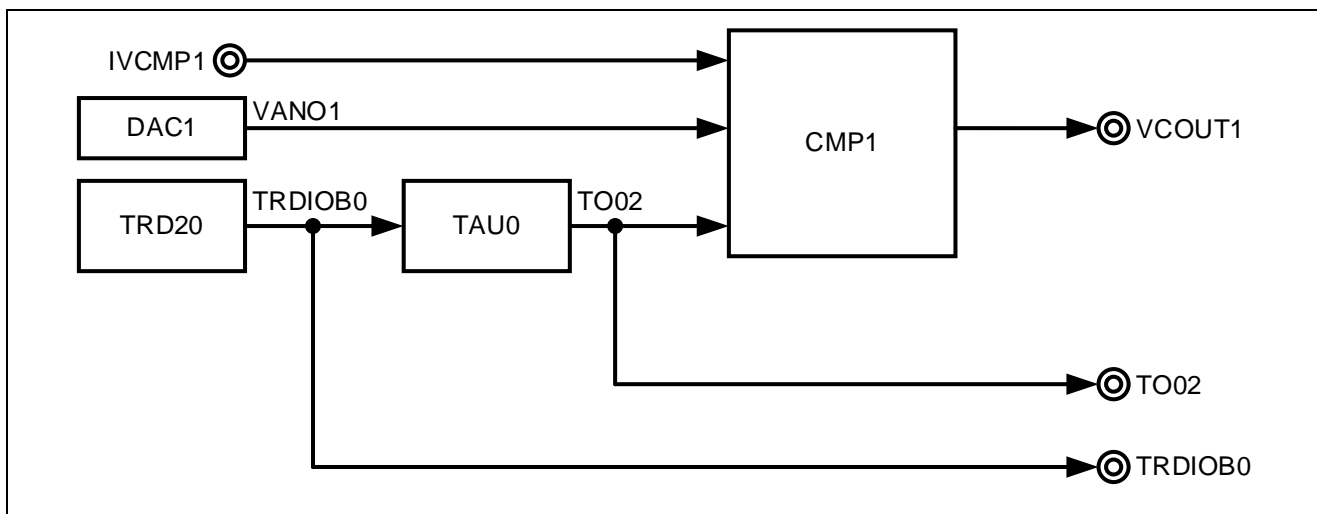 IVCMP1
VANO1
DAC1
CMP1
VCOUT1
TRDIOB0
TO02
TRD20
TAU0
TO02
TRDIOB0